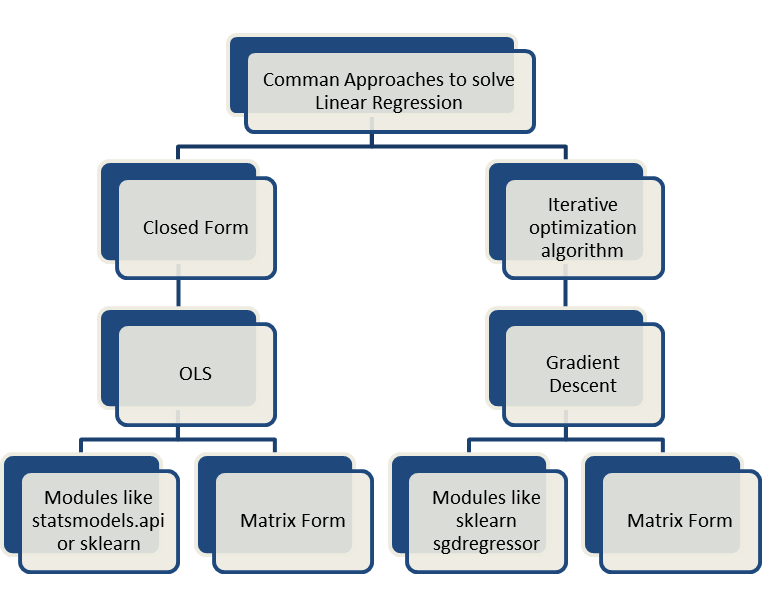 Comman Approaches to solve
Linear Regression
Closed Form
Iterative
optimization
algorithm
OLS
Gradient
Descent
Modules like
statsmodels.api
or sklearn
Matrix Form
Modules like
sklearn
sgdregressor
Matrix Form